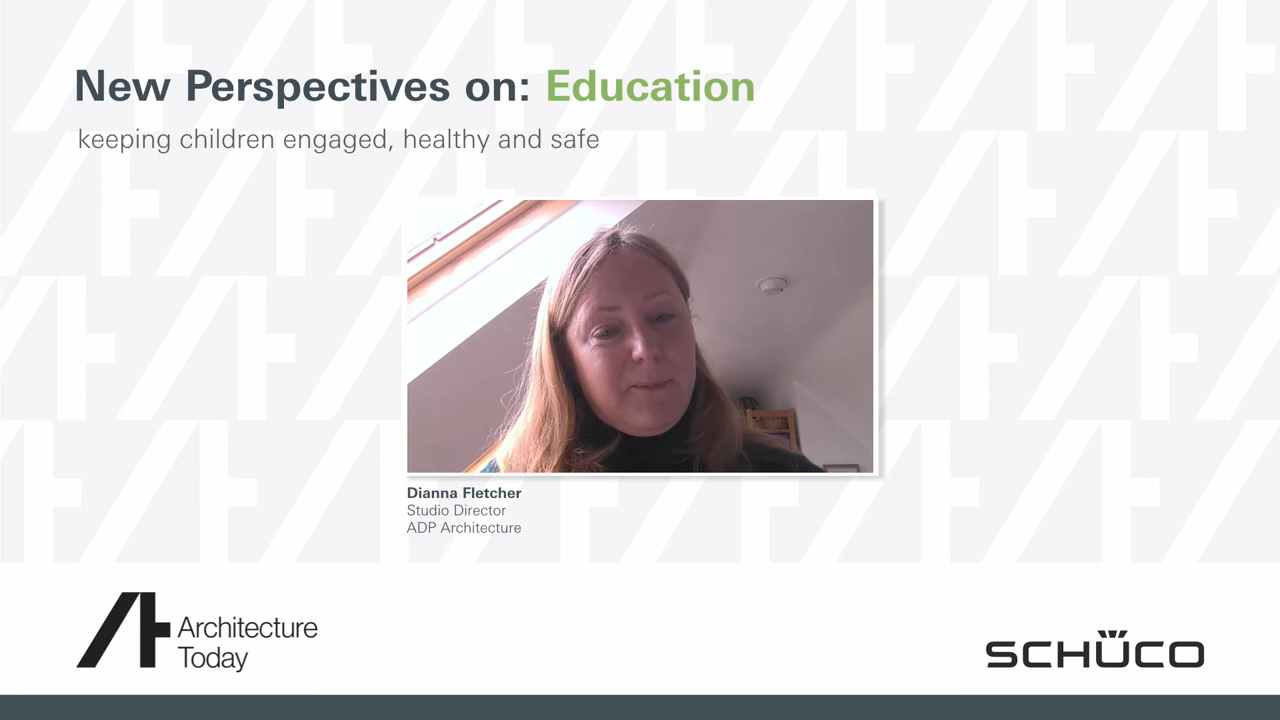 New Perspectives on: Education
keeping children engaged, healthy and safe
Dianna Fletcher
Studio Director
ADP Architecture
Architecture
Today
SCHÜCO